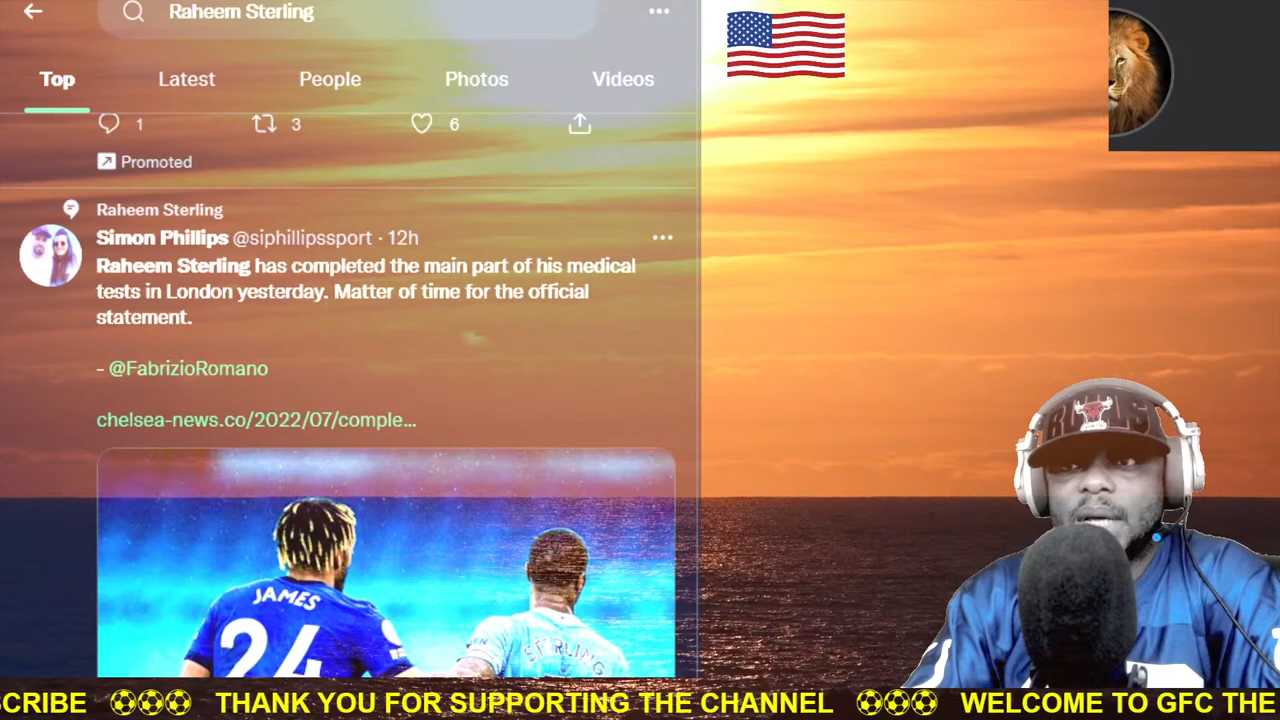 Raheem Sterling
Top Latest People Photos Videos
1 3 6
Promoted
Raheem Sterling
Simon Phillips @siphillipssport · 12h
Raheem Sterling has completed the main part of his medical
tests in London yesterday. Matter of time for the official
statement.
- @FabrizioRomano
chelsea-news.co/2022/07/comple...
JAMES
24
STERLING
BULLS
SCRIBE ⚽⚽⚽ THANK YOU FOR SUPPORTING THE CHANNEL ⚽⚽⚽ WELCOME TO GFC THE